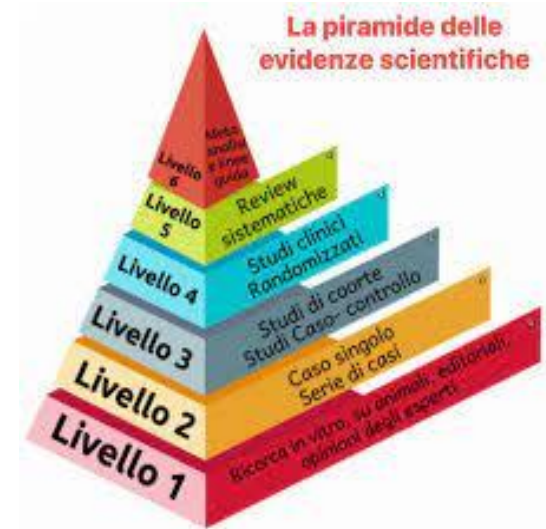 La piramide delle
evidenze scientifiche
Livello
6
Meta
analisi
e linee
guida
Livello
5
Review
sistematiche
Livello 4
Studi clinici
Randomizzati
Livello 3
Studi di coorte
Studi Caso- controllo
Livello 2
Caso singolo
Serie di casi
Livello 1
Ricerca in vitro, su animali, editoriali,
opinioni degli esperti